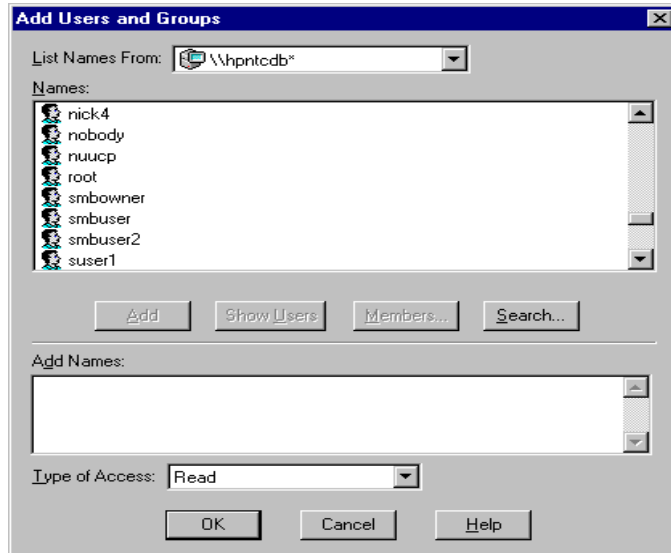 Add Users and Groups
List Names From: \\hpntcdb*
Names:
nick4
nobody
nuucp
root
smbowner
smbuser
smbuser2
suser1
Add Show Users Members... Search...
Add Names:
Type of Access: Read
OK Cancel Help